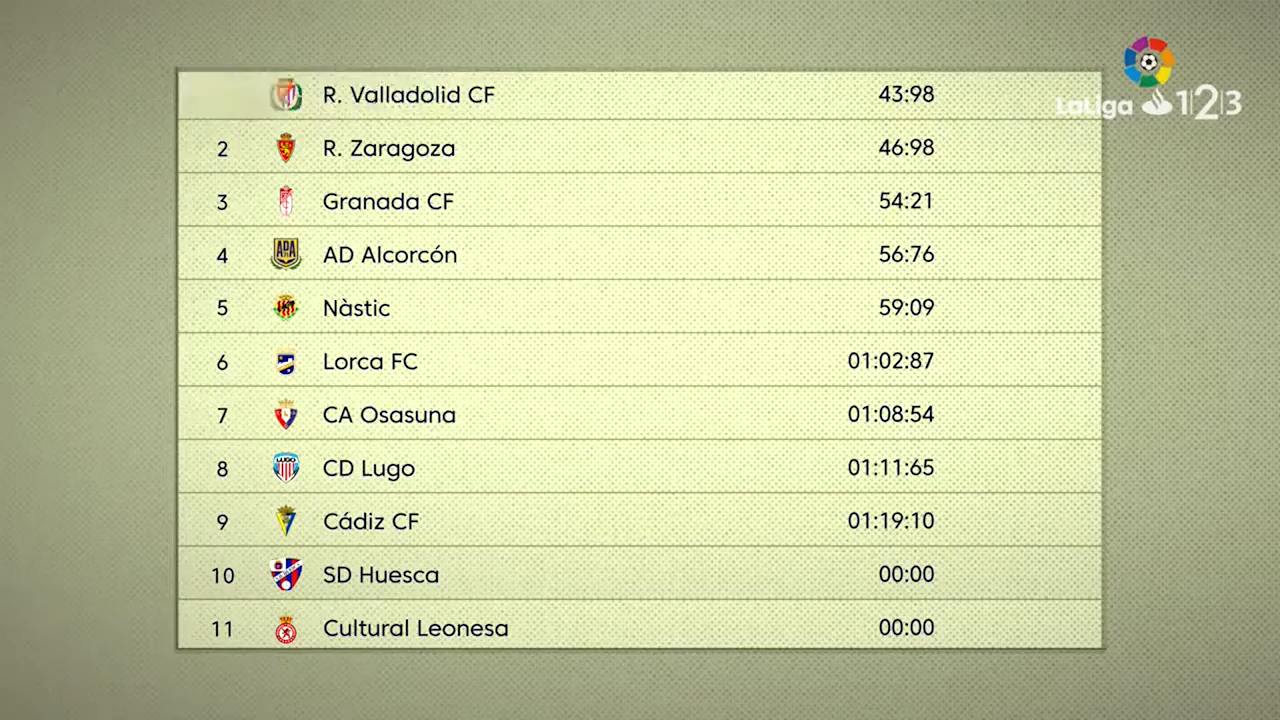 R. Valladolid CF 43:98
2 R. Zaragoza 46:98
3 Granada CF 54:21
4 AD Alcorcón 56:76
5 Nàstic 59:09
6 Lorca FC 01:02:87
7 CA Osasuna 01:08:54
8 CD Lugo 01:11:65
9 Cádiz CF 01:19:10
10 SD Huesca 00:00
11 Cultural Leonesa 00:00
LaLiga 1|2|3
LUGO